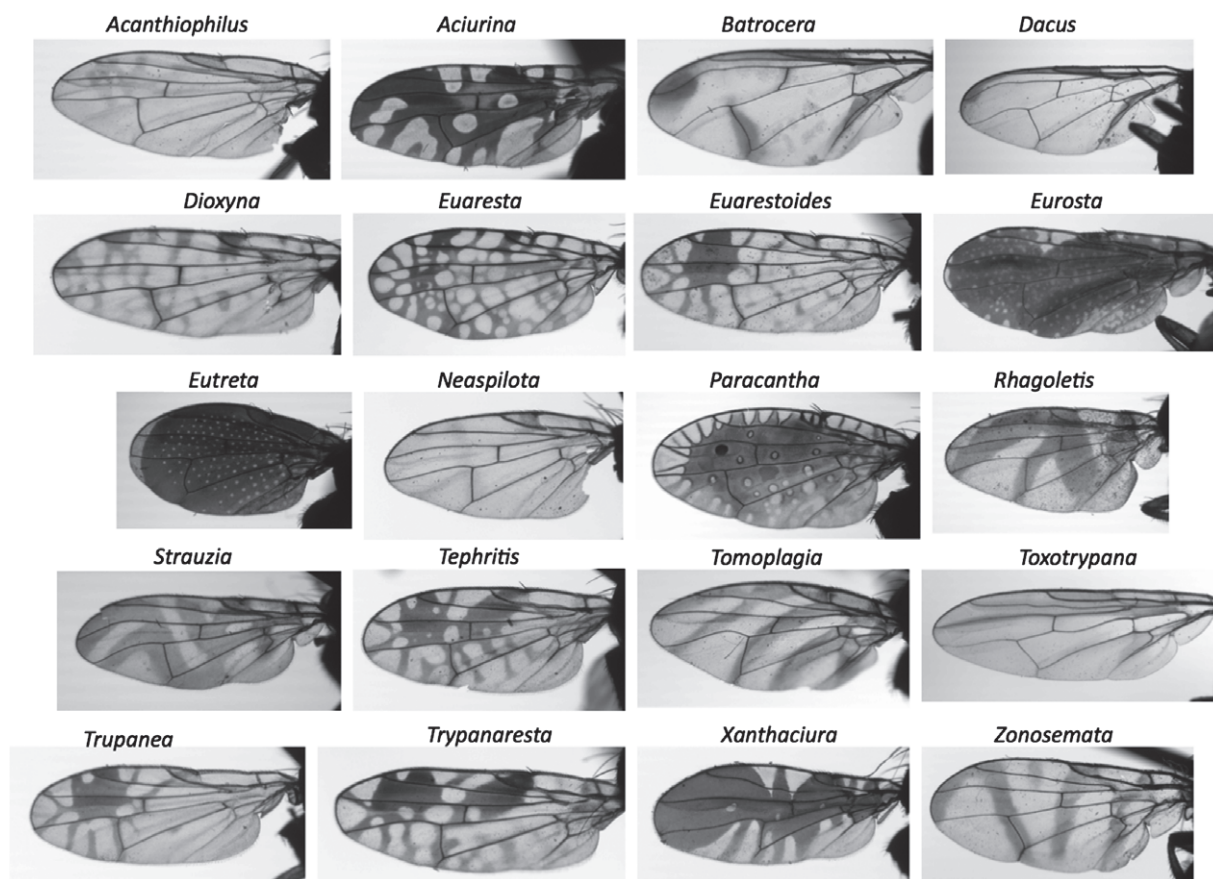 Acanthiophilus
Aciurina
Batrocera
Dacus
Dioxyna
Euaresta
Euarestoides
Eurosta
Eutreta
Neaspilota
Paracantha
Rhagoletis
Strauzia
Tephritis
Tomoplagia
Toxotrypana
Trupanea
Trypanaresta
Xanthaciura
Zonosemata